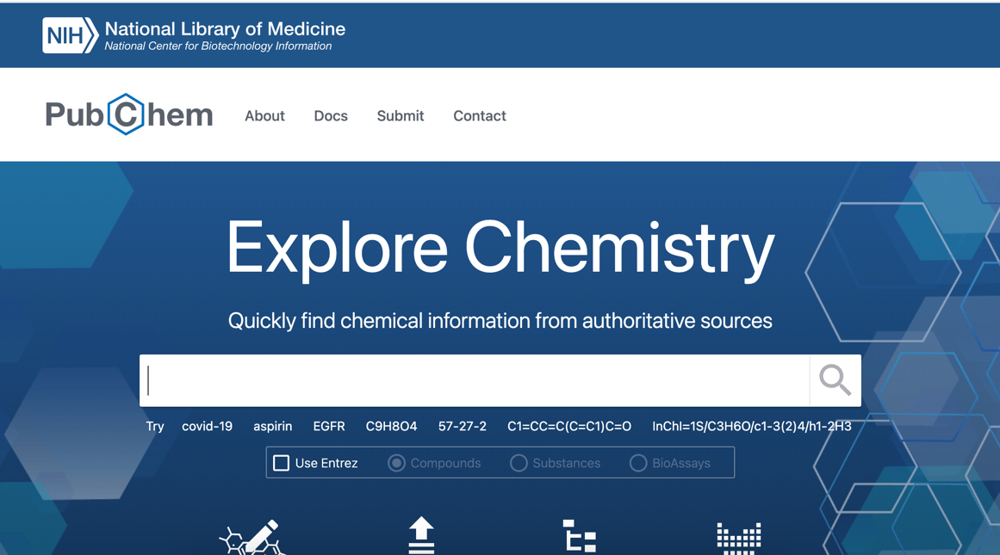 NIH National Library of Medicine
National Center for Biotechnology Information
PubChem About Docs Submit Contact
Explore Chemistry
Quickly find chemical information from authoritative sources
Try covid-19 aspirin EGFR C9H8O4 57-27-2 C1=CC=C(C=C1)C=O InChI=1S/C3H6O/c1-3(2)4/h1-2H3
Use Entrez Compounds Substances BioAssays